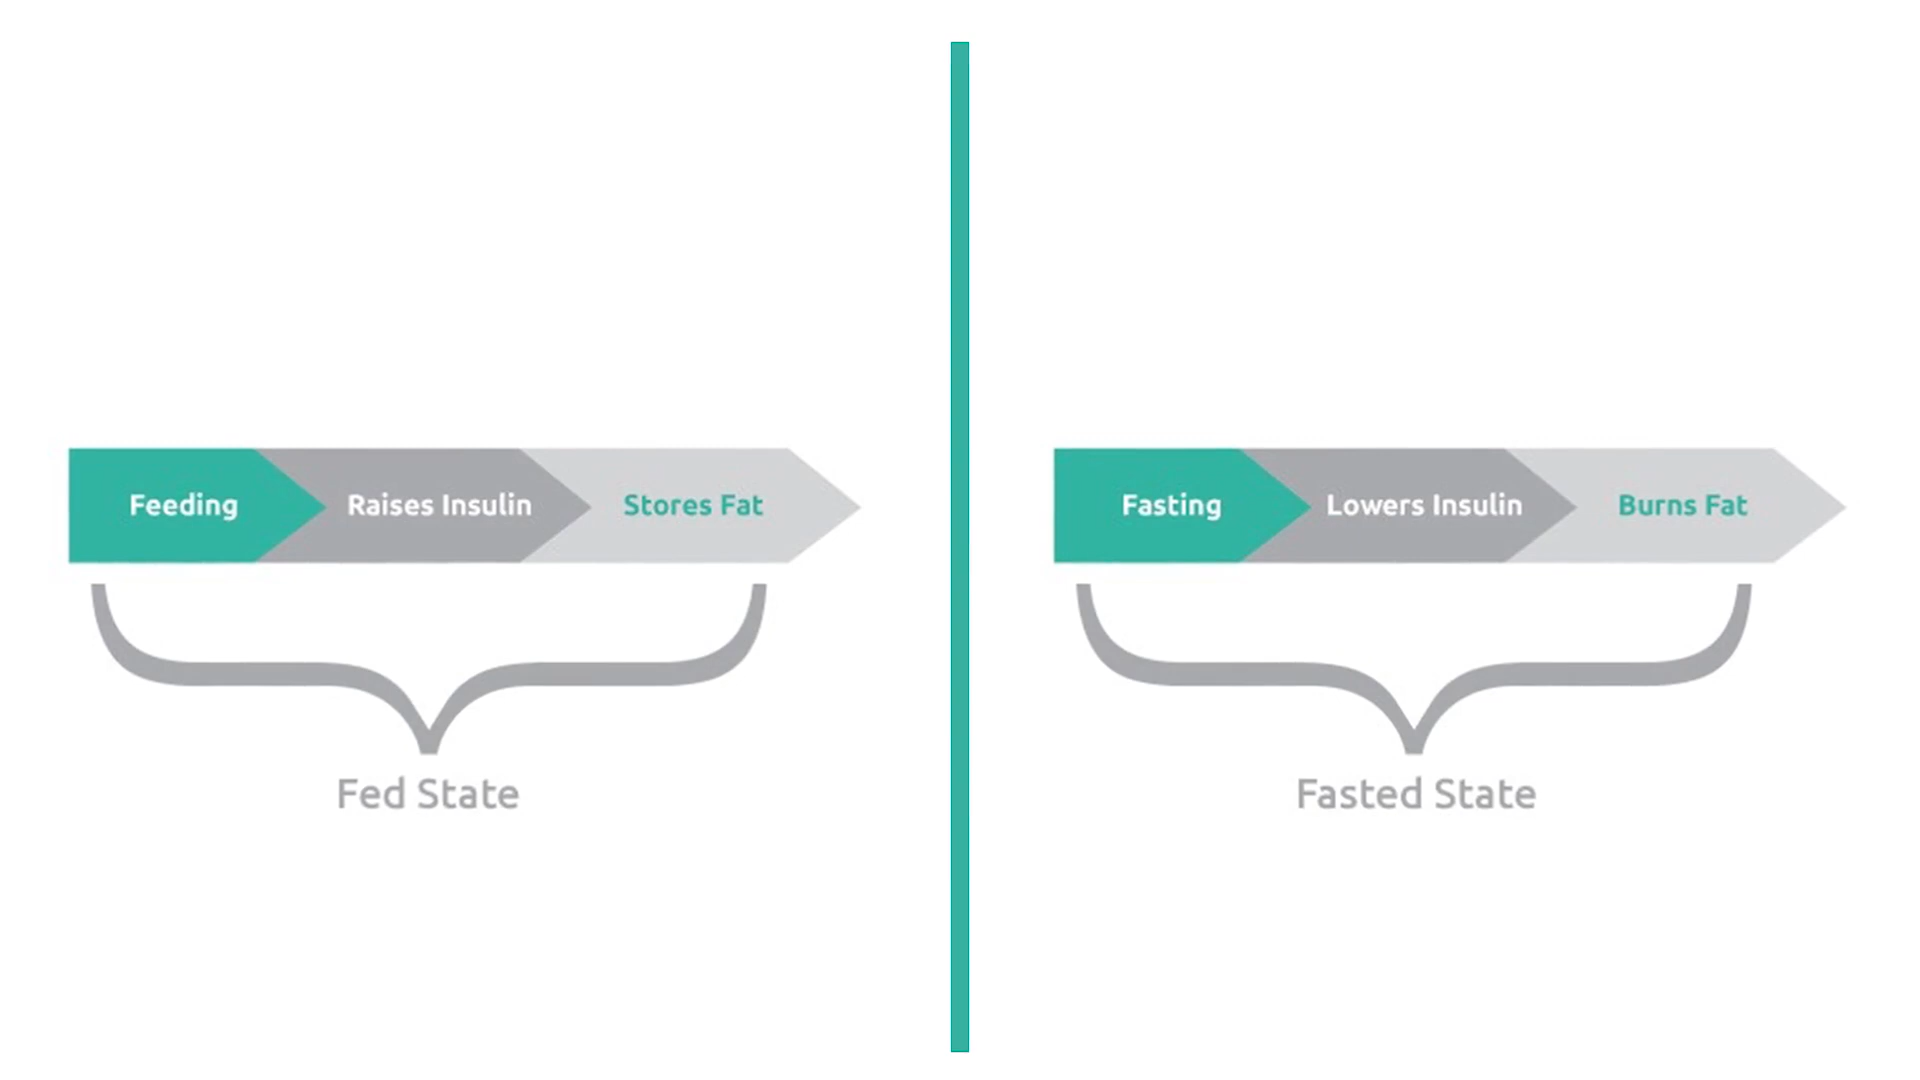 Feeding
Raises Insulin
Stores Fat
Fed State
Fasting
Lowers Insulin
Burns Fat
Fasted State